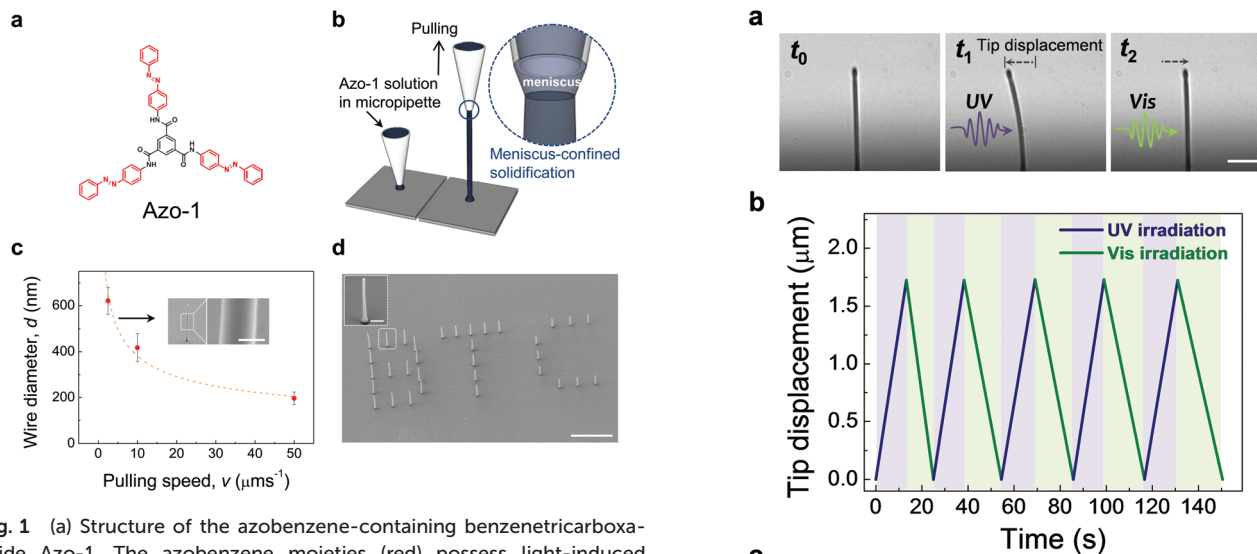 a
Azo-1
b
Pulling
Azo-1 solution
in micropipette
meniscus
Meniscus-confined
solidification
c
Wire diameter, d (nm)
600
400
200
0
0 10 20 30 40 50
Pulling speed, v (μms⁻¹)
d
g. 1 (a) Structure of the azobenzene-containing benzenetricarboxa-
ide Azo-1. The azobenzene moieties (red) possess light-induced
a
t₀
t₁ Tip displacement
UV
t₂
Vis
b
UV irradiation
Vis irradiation
Tip displacement (μm)
2.0
1.5
1.0
0.5
0.0
0 20 40 60 80 100 120 140
Time (s)